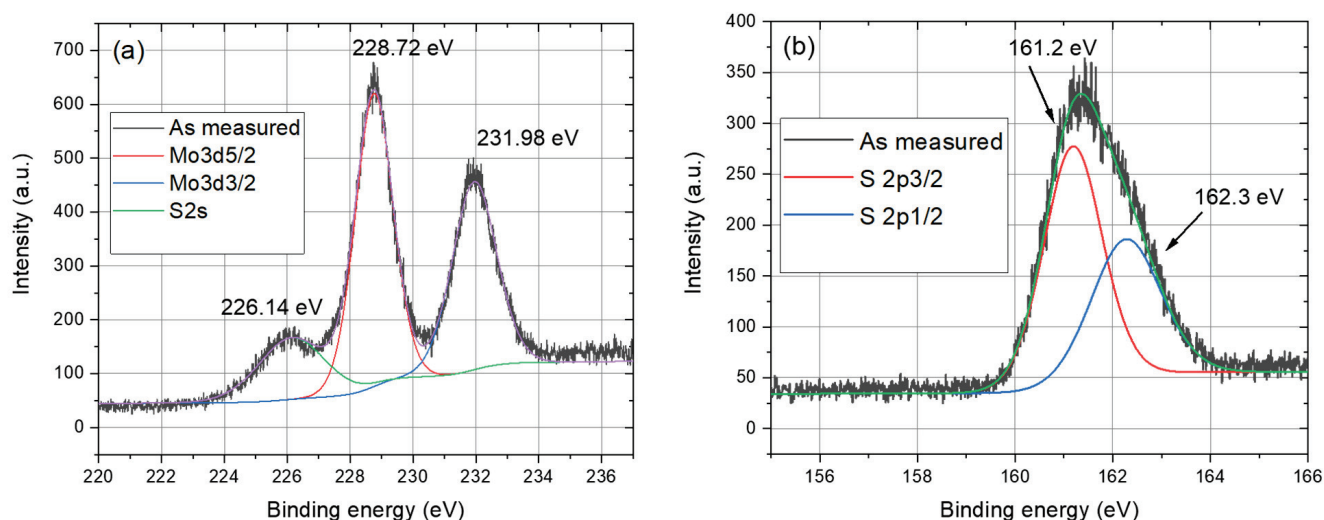 (a)
228.72 eV
231.98 eV
226.14 eV
As measured
Mo3d5/2
Mo3d3/2
S2s
Intensity (a.u.)
700
600
500
400
300
200
100
0
220 222 224 226 228 230 232 234 236
Binding energy (eV)
(b)
161.2 eV
162.3 eV
As measured
S 2p3/2
S 2p1/2
Intensity (a.u.)
400
350
300
250
200
150
100
50
0
156 158 160 162 164 166
Binding energy (eV)